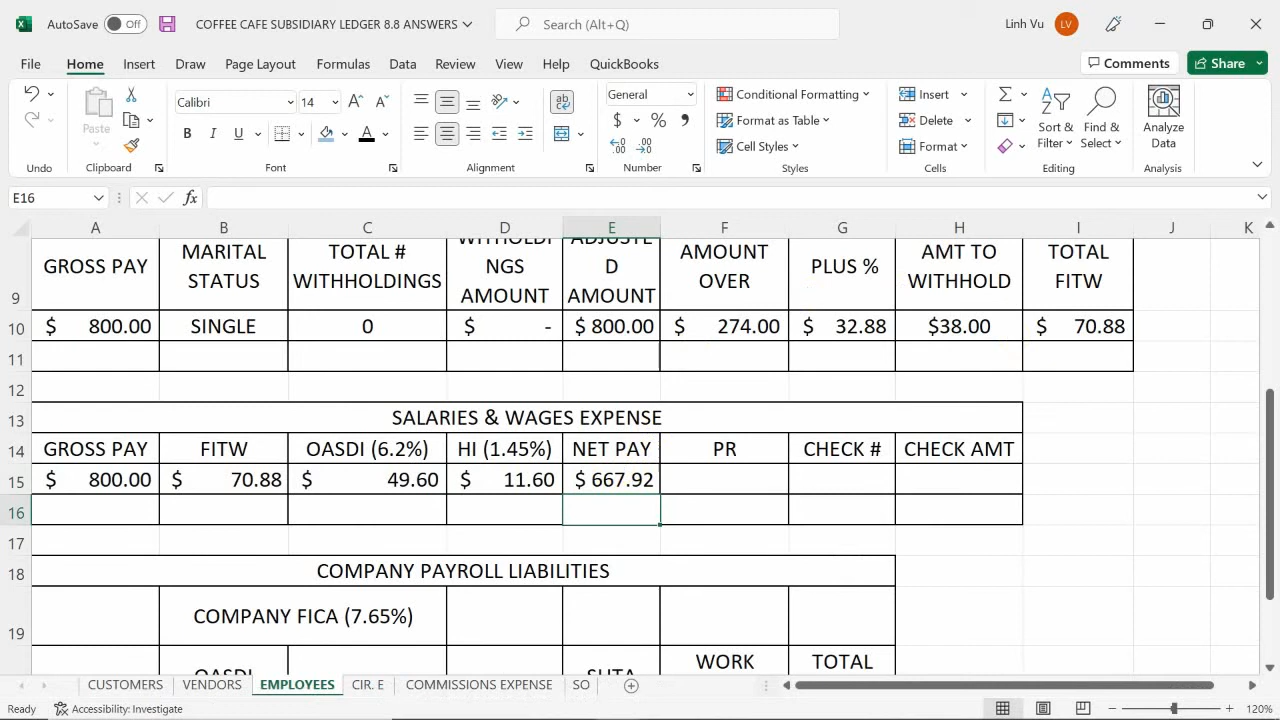 AutoSave Off COFFEE CAFE SUBSIDIARY LEDGER 8.8 ANSWERS Search (Alt+Q) Linh Vu LV
File Home Insert Draw Page Layout Formulas Data Review View Help QuickBooks Comments Share
Paste Calibri 14 A A ab General Conditional Formatting Insert
B I U A $ % Format as Table Delete Sort & Filter Find & Select Analyze Data
Cell Styles Format
Undo Clipboard Font Alignment Number Styles Cells Editing Analysis
E16 fx
A B C D E F G H I J K
9 GROSS PAY MARITAL STATUS TOTAL # WITHHOLDINGS WITHOLDI NGS AMOUNT ADJUSTE D AMOUNT AMOUNT OVER PLUS % AMT TO WITHHOLD TOTAL FITW
10 $ 800.00 SINGLE 0 $ - $ 800.00 $ 274.00 $ 32.88 $38.00 $ 70.88
11
12
13 SALARIES & WAGES EXPENSE
14 GROSS PAY FITW OASDI (6.2%) HI (1.45%) NET PAY PR CHECK # CHECK AMT
15 $ 800.00 $ 70.88 $ 49.60 $ 11.60 $ 667.92
16
17
18 COMPANY PAYROLL LIABILITIES
19 COMPANY FICA (7.65%)
OASDI SUTA WORK TOTAL
CUSTOMERS VENDORS EMPLOYEES CIR. E COMMISSIONS EXPENSE SO
Ready Accessibility: Investigate 120%